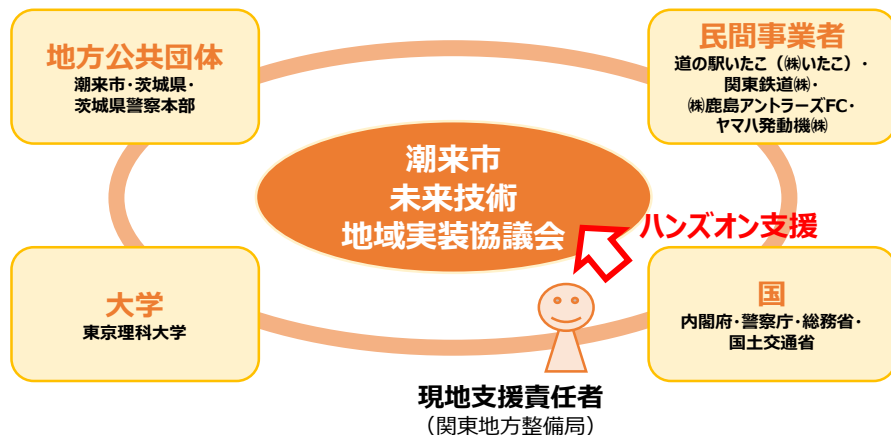 地方公共団体
潮来市・茨城県・
茨城県警察本部
民間事業者
道の駅いたこ（㈱いたこ）・
関東鉄道㈱・
㈱鹿島アントラーズFC・
ヤマハ発動機㈱
潮来市
未来技術
地域実装協議会
ハンズオン支援
大学
東京理科大学
国
内閣府・警察庁・総務省・
国土交通省
現地支援責任者
（関東地方整備局）